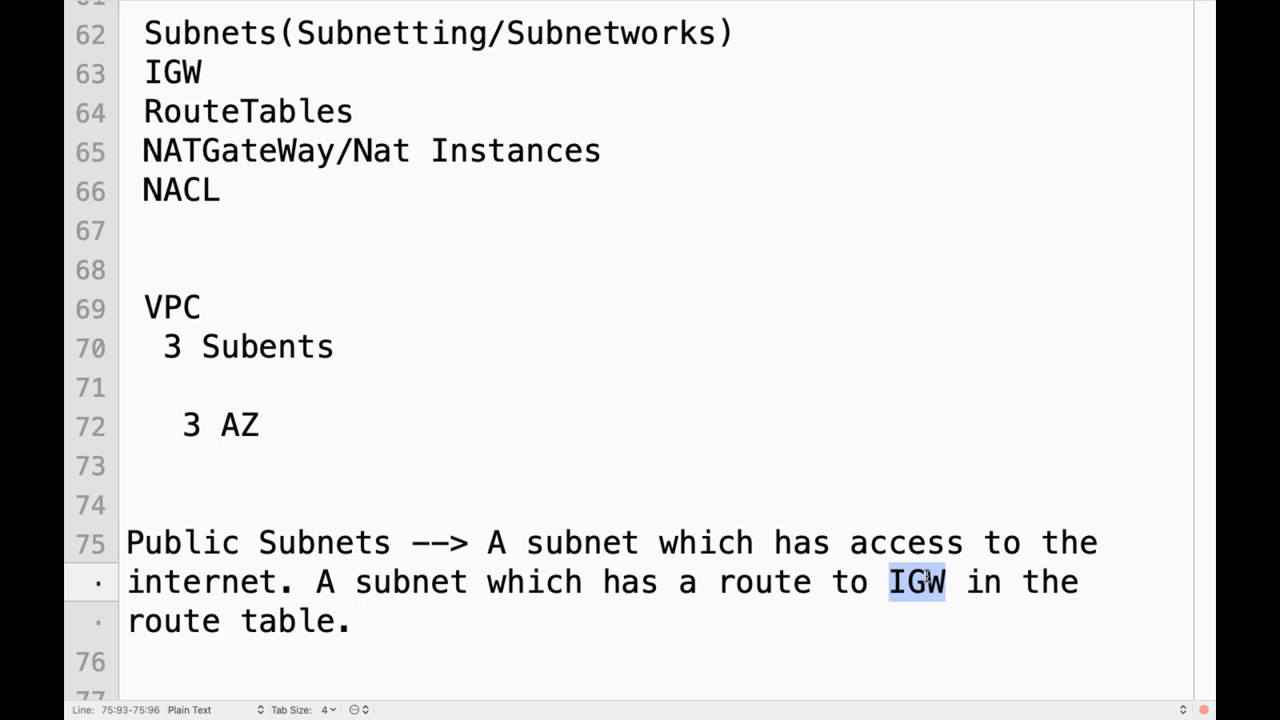 61
62 Subnets(Subnetting/Subnetworks)
63 IGW
64 RouteTables
65 NATGateWay/Nat Instances
66 NACL
67
68
69 VPC
70 3 Subents
71
72 3 AZ
73
74
75 Public Subnets --> A subnet which has access to the
· internet. A subnet which has a route to IGW in the
· route table.
76
77
Line: 75:93-75:96 Plain Text Tab Size: 4